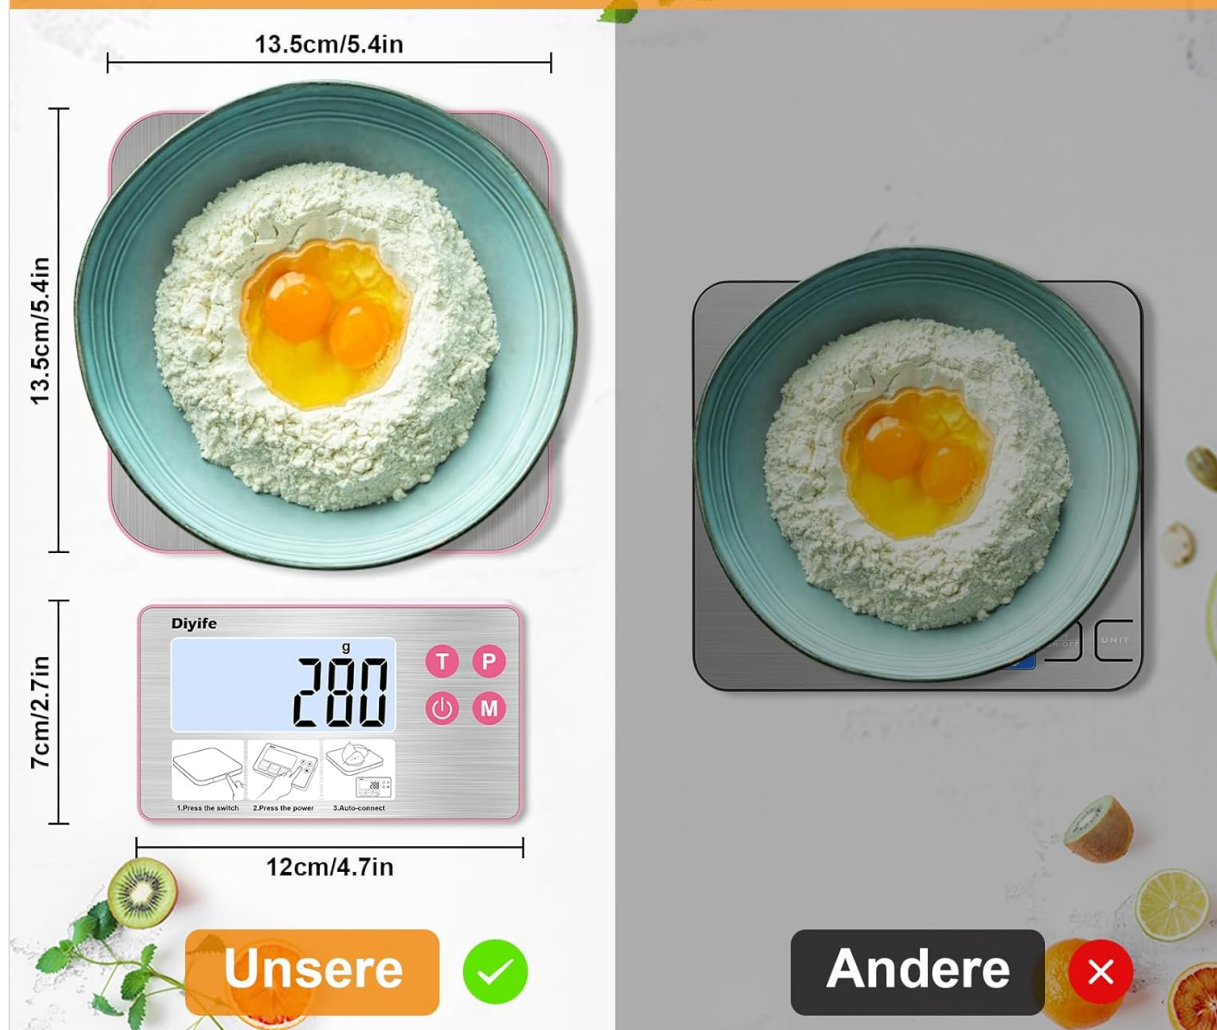 13.5cm/5.4in
13.5cm/5.4in
Diyife
g
280
T P
M
1.Press the switch 2.Press the power 3.Auto-connect
7cm/2.7in
12cm/4.7in
UNIT
Unsere
Andere